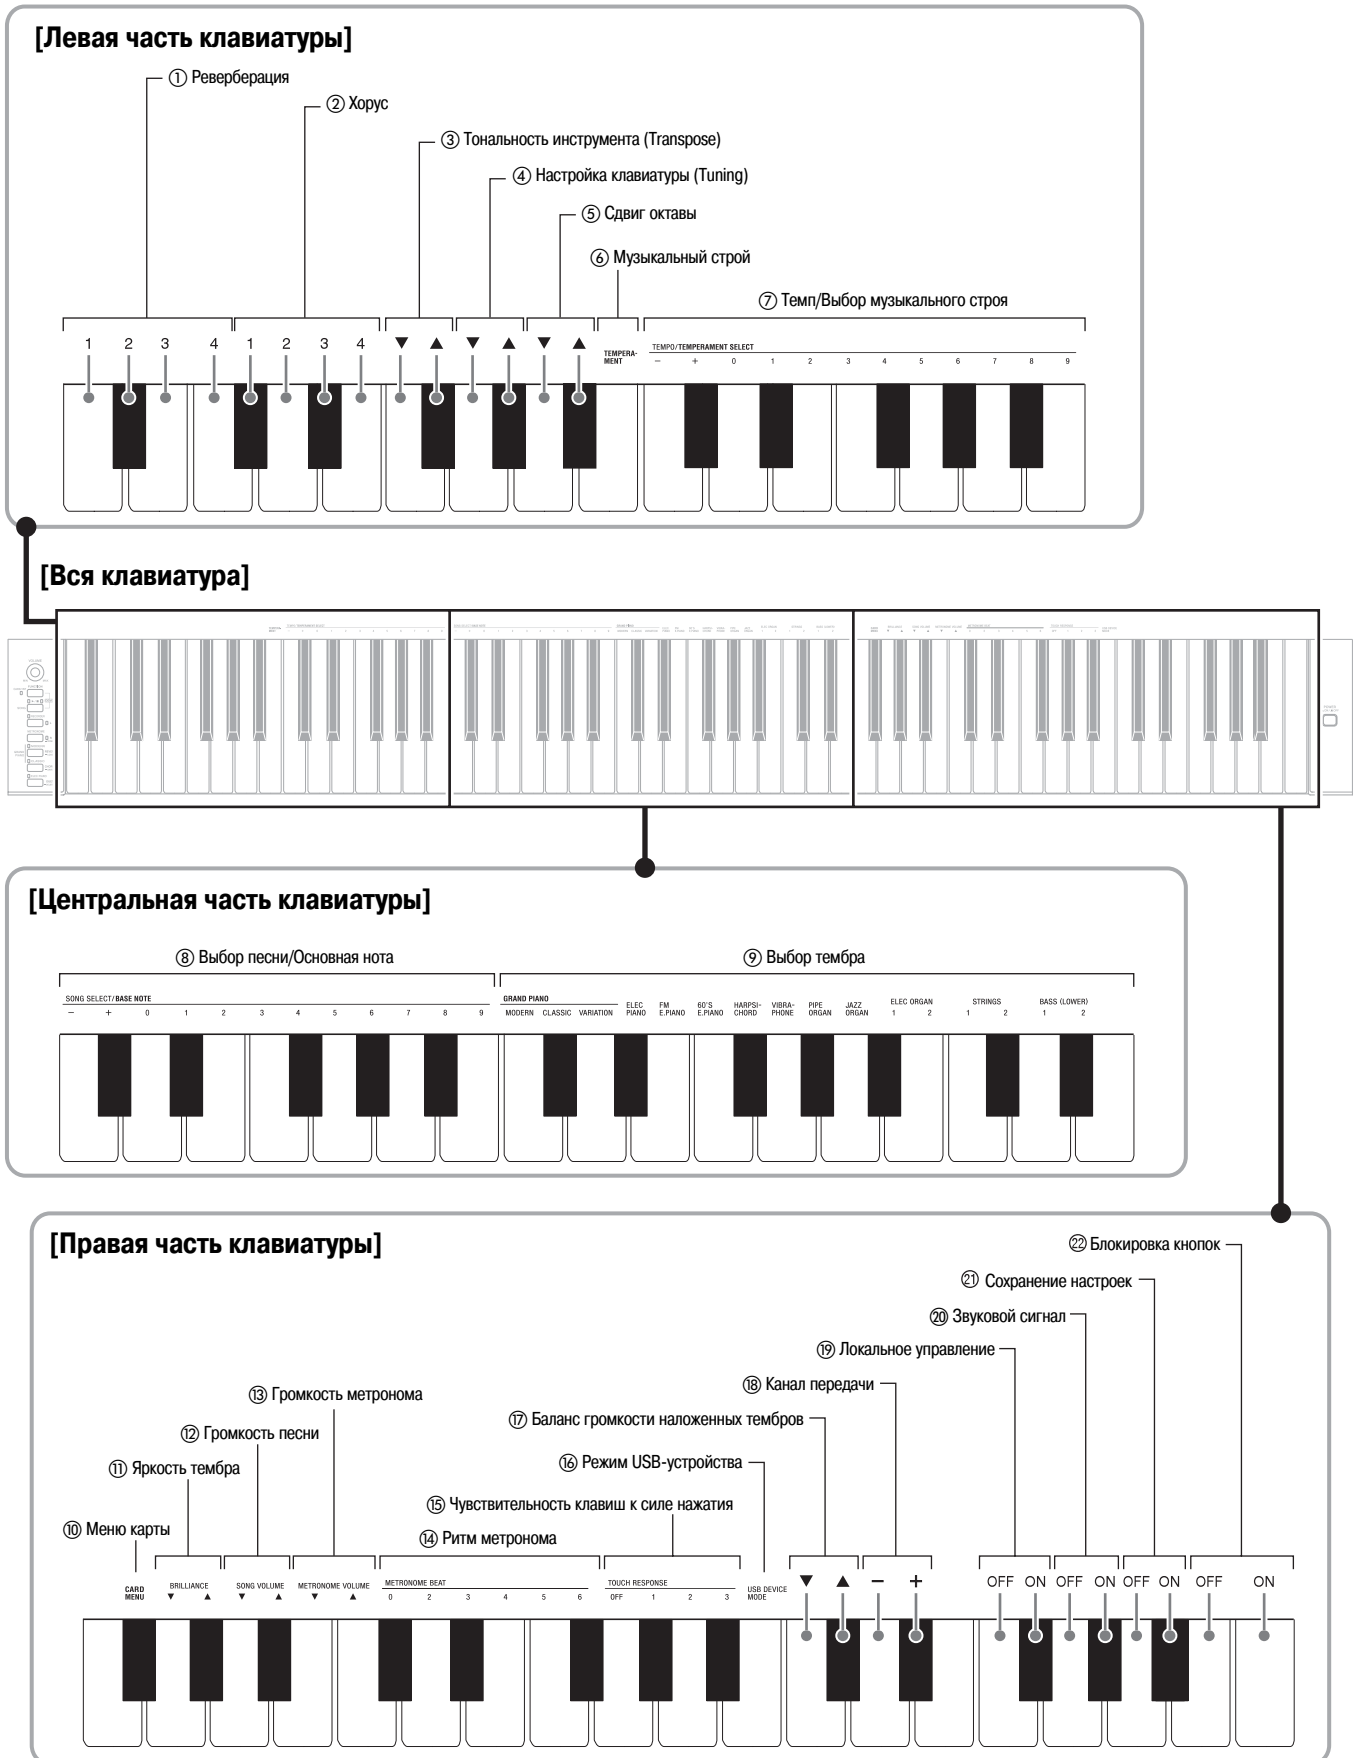 [Левая часть клавиатуры]
① Реверберация
② Хорус
③ Тональность инструмента (Transpose)
④ Настройка клавиатуры (Tuning)
⑤ Сдвиг октавы
⑥ Музыкальный строй
⑦ Темп/Выбор музыкального строя
1 2 3 4 1 2 3 4 ▼ ▲ ▼ ▲ ▼ ▲
TEMPERA-
MENT
TEMPO/TEMPERAMENT SELECT
− + 0 1 2 3 4 5 6 7 8 9
[Вся клавиатура]
[Центральная часть клавиатуры]
⑧ Выбор песни/Основная нота
⑨ Выбор тембра
SONG SELECT/BASE NOTE
− + 0 1 2 3 4 5 6 7 8 9
GRAND PIANO
MODERN CLASSIC VARIATION
ELEC
PIANO
FM
E.PIANO
60'S
E.PIANO
HARPSI-
CHORD
VIBRA-
PHONE
PIPE
ORGAN
JAZZ
ORGAN
ELEC ORGAN
1 2
STRINGS
1 2
BASS (LOWER)
1 2
[Правая часть клавиатуры]
㉒ Блокировка кнопок
㉑ Сохранение настроек
⑳ Звуковой сигнал
⑲ Локальное управление
⑱ Канал передачи
⑰ Баланс громкости наложенных тембров
⑯ Режим USB-устройства
⑮ Чувствительность клавиш к силе нажатия
⑭ Ритм метронома
⑬ Громкость метронома
⑫ Громкость песни
⑪ Яркость тембра
⑩ Меню карты
CARD
MENU
BRILLIANCE
▼ ▲
SONG VOLUME
▼ ▲
METRONOME VOLUME
▼ ▲
METRONOME BEAT
0 2 3 4 5 6
TOUCH RESPONSE
OFF 1 2 3
USB DEVICE
MODE
▼ ▲ − + OFF ON OFF ON OFF ON OFF ON